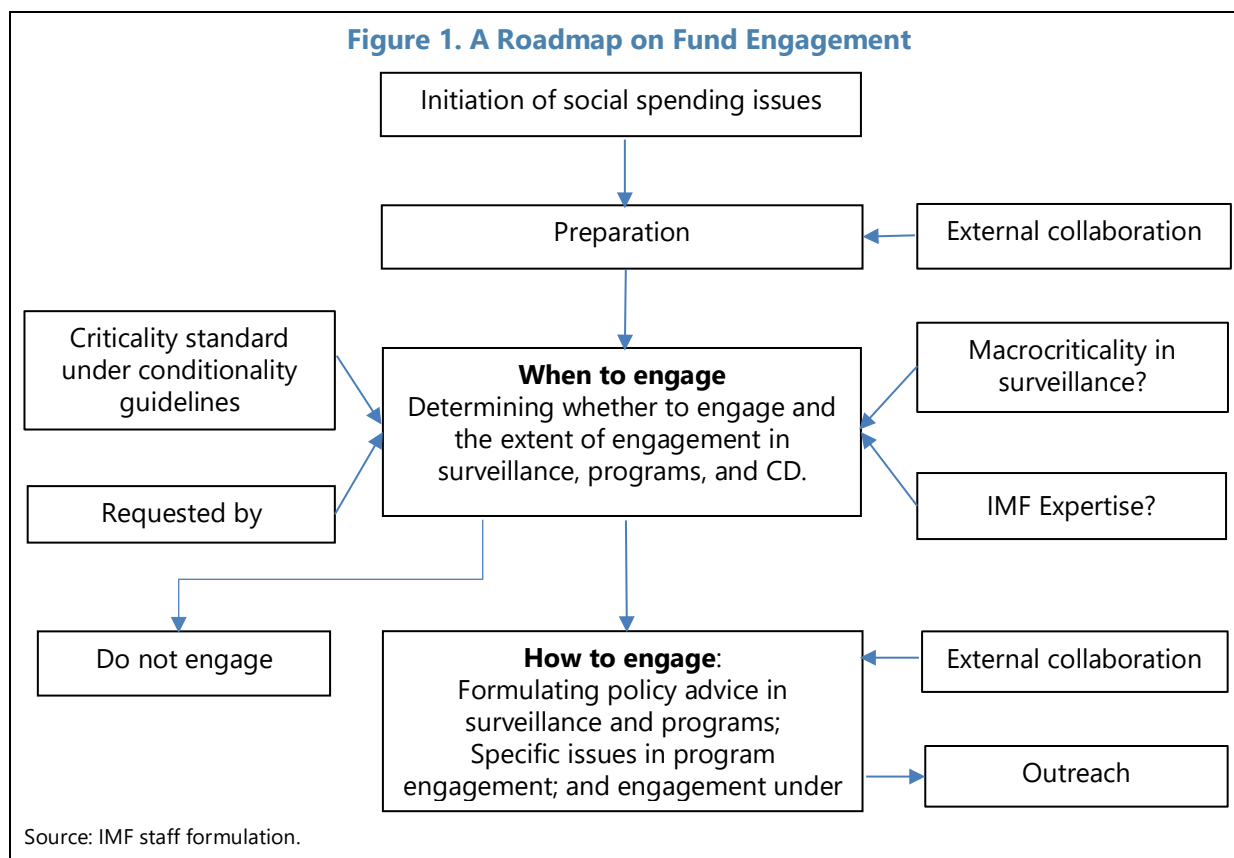 Figure 1. A Roadmap on Fund Engagement
Initiation of social spending issues
Preparation
External collaboration
Criticality standard
under conditionality
guidelines
When to engage
Determining whether to engage and
the extent of engagement in
surveillance, programs, and CD.
Macrocriticality in
surveillance?
Requested by
IMF Expertise?
Do not engage
How to engage:
Formulating policy advice in
surveillance and programs;
Specific issues in program
engagement; and engagement under
External collaboration
Outreach
Source: IMF staff formulation.